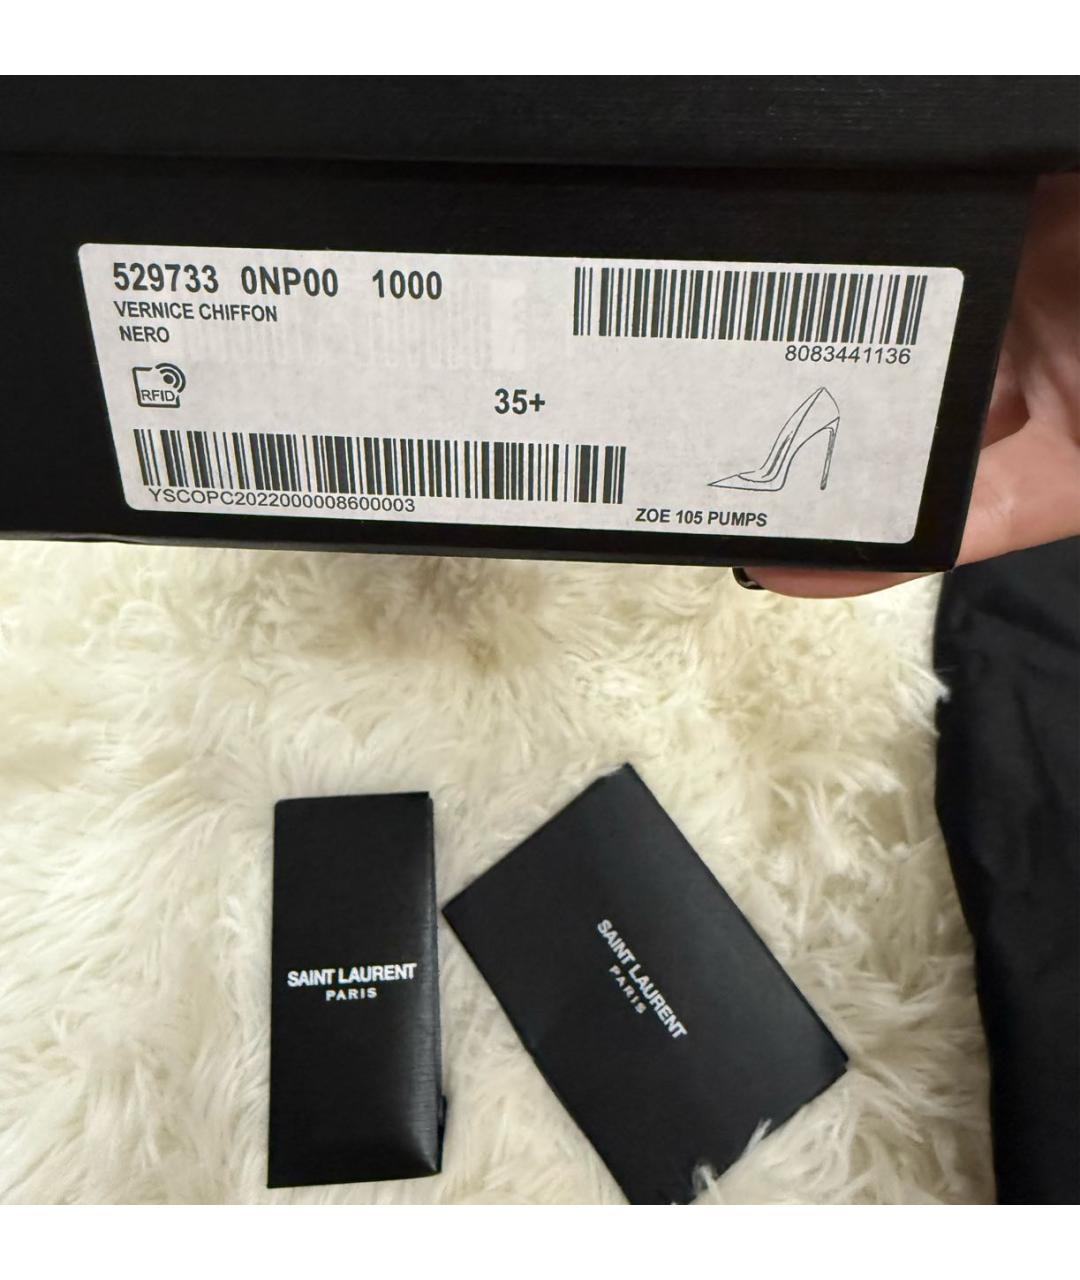 529733 0NP00 1000
VERNICE CHIFFON
NERO
8083441136
RFID
35+
YSCOPC2022000008600003
ZOE 105 PUMPS
SAINT LAURENT
PARIS
SAINT LAURENT
PARIS